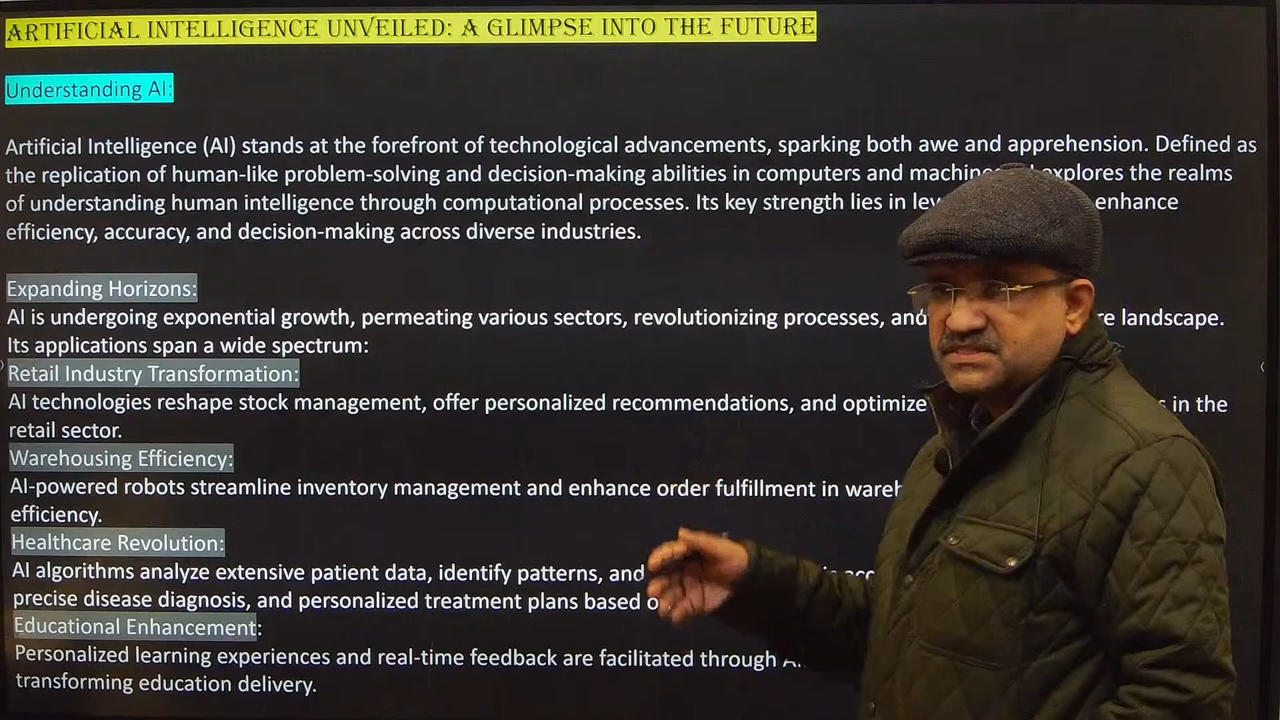 ARTIFICIAL INTELLIGENCE UNVEILED: A GLIMPSE INTO THE FUTURE
Understanding AI:
Artificial Intelligence (AI) stands at the forefront of technological advancements, sparking both awe and apprehension. Defined as
the replication of human-like problem-solving and decision-making abilities in computers and explores the realms
of understanding human intelligence through computational processes. Its key strength lies in enhance
efficiency, accuracy, and decision-making across diverse industries.
Expanding Horizons:
AI is undergoing exponential growth, permeating various sectors, revolutionizing processes, and landscape.
Its applications span a wide spectrum:
Retail Industry Transformation:
AI technologies reshape stock management, offer personalized recommendations, and optimize in the
retail sector.
Warehousing Efficiency:
AI-powered robots streamline inventory management and enhance order fulfillment in
efficiency.
Healthcare Revolution:
AI algorithms analyze extensive patient data, identify patterns, and
precise disease diagnosis, and personalized treatment plans based
Educational Enhancement:
Personalized learning experiences and real-time feedback are facilitated through
transforming education delivery.